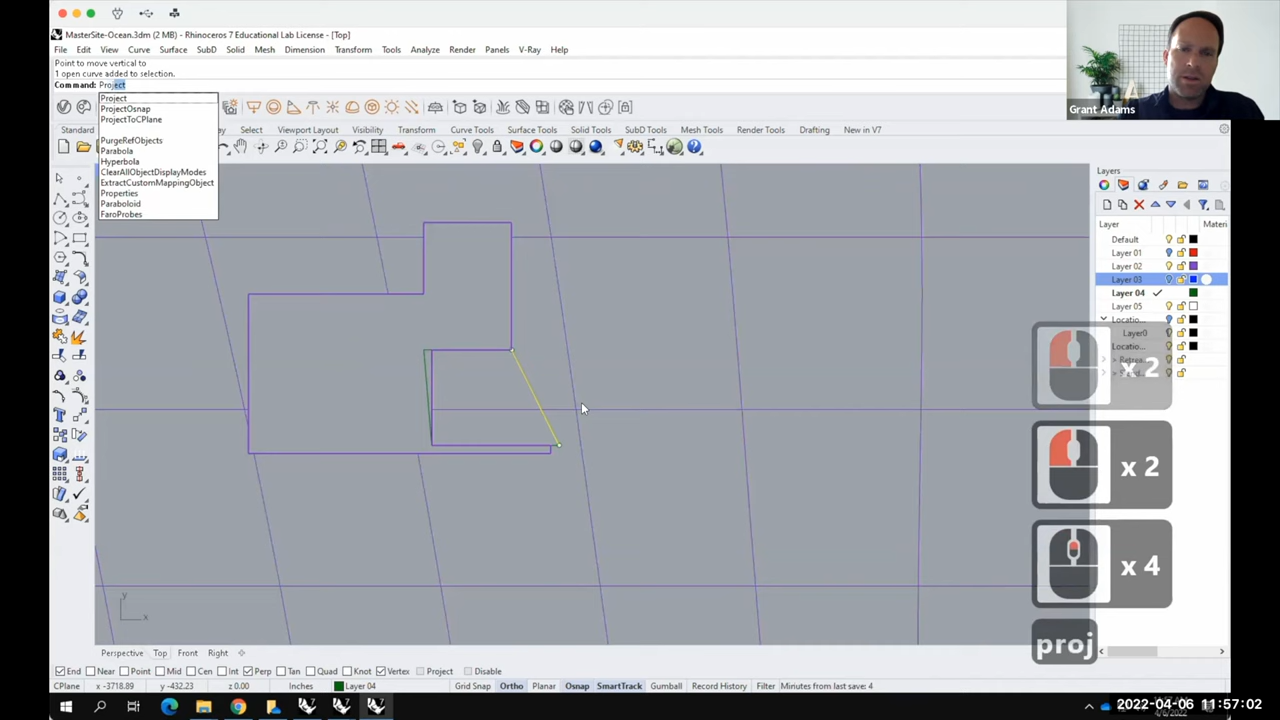 MasterSite-Ocean.3dm (2 MB) - Rhinoceros 7 Educational Lab License - [Top]
File Edit View Curve Surface SubD Solid Mesh Dimension Transform Tools Analyze Render Panels V-Ray Help
Point to move vertical to
1 open curve added to selection.
Command: Project
Project
ProjectOsnap
ProjectToCPlane
PurgeRefObjects
Parabola
Hyperbola
ClearAllObjectDisplayModes
ExtractCustomMappingObject
Properties
Paraboloid
FaroProbes
Grant Adams
Standard Select Viewport Layout Visibility Transform Curve Tools Surface Tools Solid Tools SubD Tools Mesh Tools Render Tools Drafting New in V7
Layers
Layer Materi
Default
Layer 01
Layer 02
Layer 03
Layer 04
Layer 05
Locatio...
Layer0
Locatio...
x 2
x 2
x 4
proj
y
x
Perspective Top Front Right
End Near Point Mid Cen Int Perp Tan Quad Knot Vertex Project Disable
CPlane x -3718.89 y -432.23 z 0.00 Inches Layer 04 Grid Snap Ortho Planar Osnap SmartTrack Gumball Record History Filter Minutes from last save: 4
2022-04-06 11:57:02